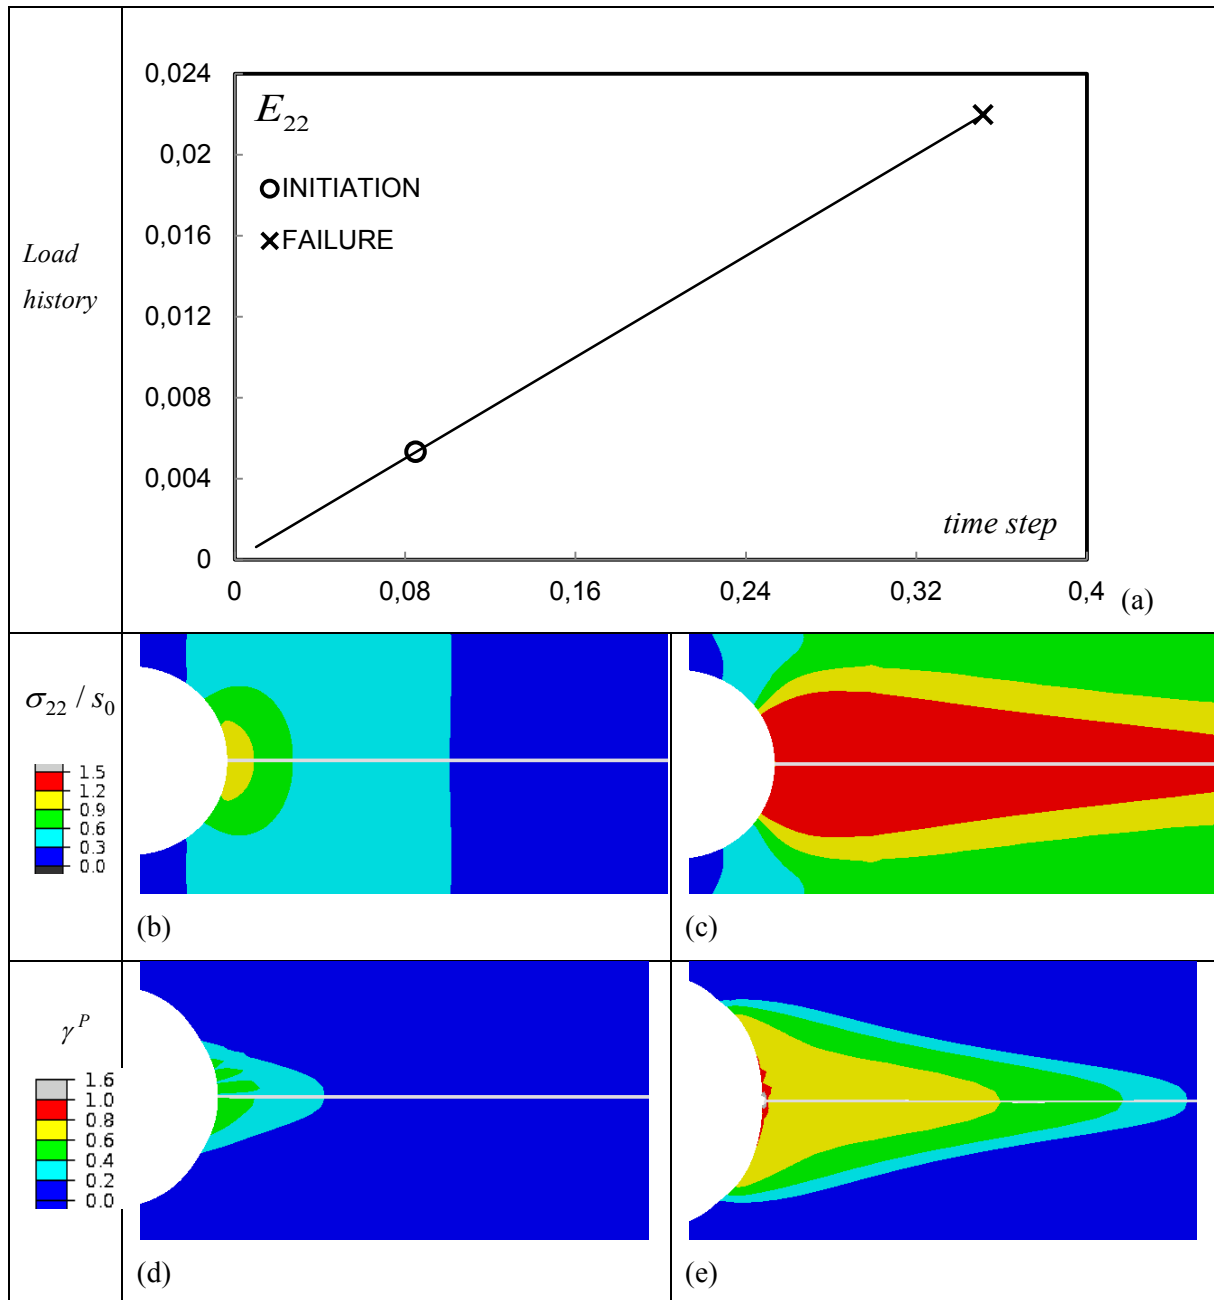 0,024
E22
0,02
INITIATION
0,016
FAILURE
Load
history
0,012
0,008
0,004
time step
0
0 0,08 0,16 0,24 0,32 0,4
(a)
σ22 / s0
1.5
1.2
0.9
0.6
0.3
0.0
(b)
(c)
γP
1.6
1.0
0.8
0.6
0.4
0.2
0.0
(d)
(e)